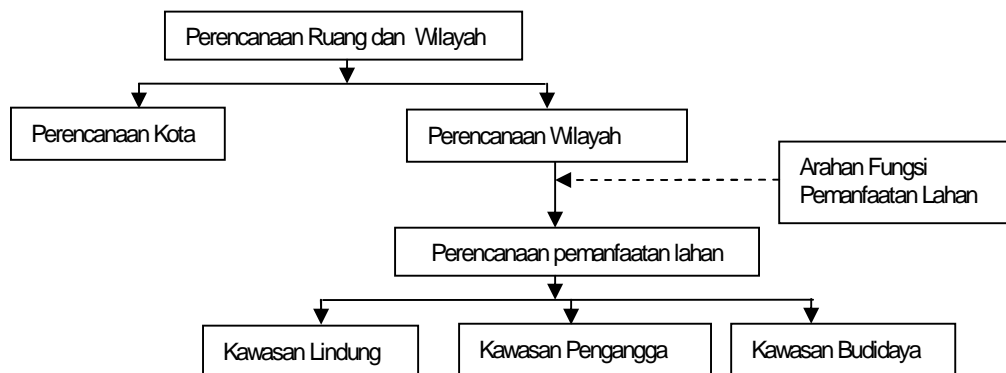 Perencanaan Ruang dan Wilayah
Perencanaan Kota
Perencanaan Wilayah
Arahan Fungsi
Pemanfaatan Lahan
Perencanaan pemanfaatan lahan
Kawasan Lindung
Kawasan Pengangga
Kawasan Budidaya